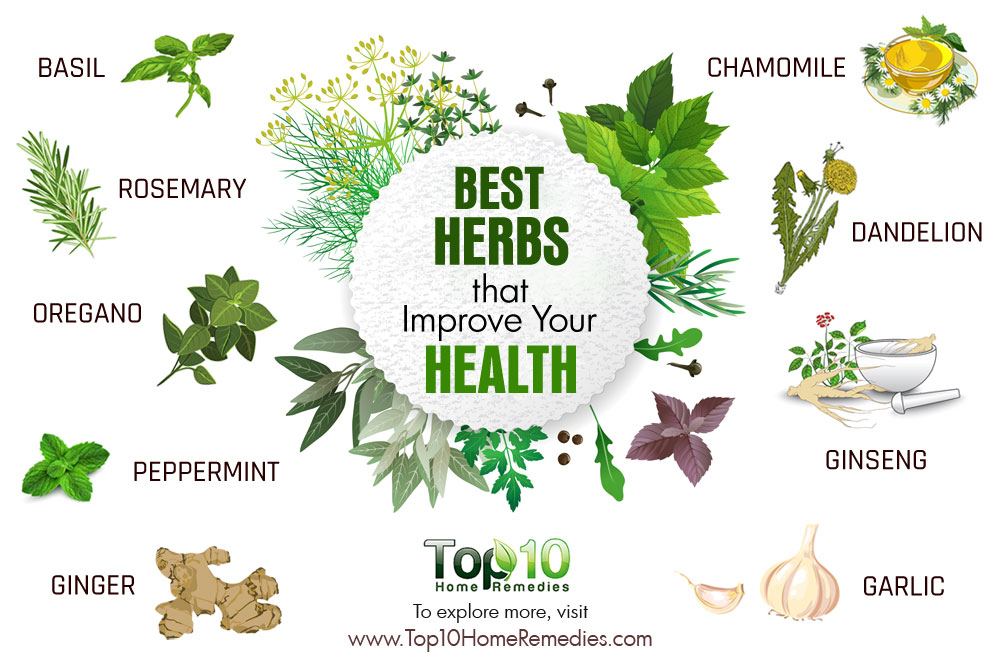 BASIL
ROSEMARY
OREGANO
PEPPERMINT
GINGER
BEST
HERBS
that
Improve Your
HEALTH
CHAMOMILE
DANDELION
GINSENG
GARLIC
Top10
Home Remedies
To explore more, visit
www.Top10HomeRemedies.com